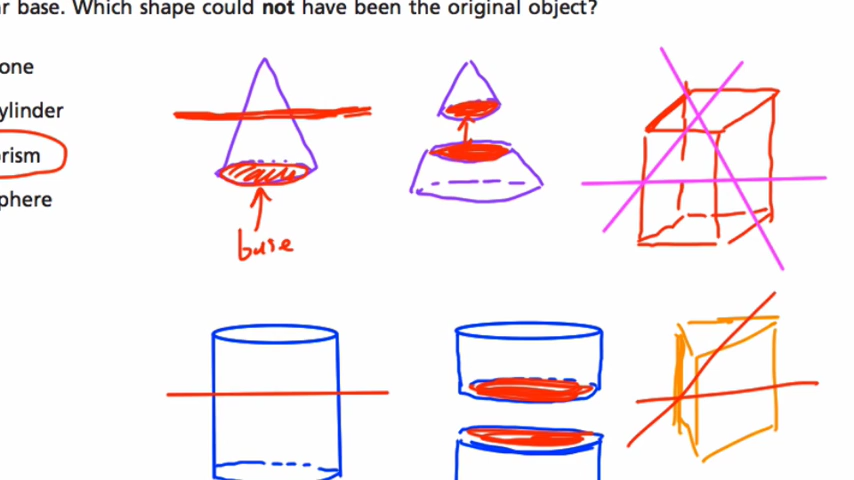 r base. Which shape could not have been the original object?
one
ylinder
rism
phere
base